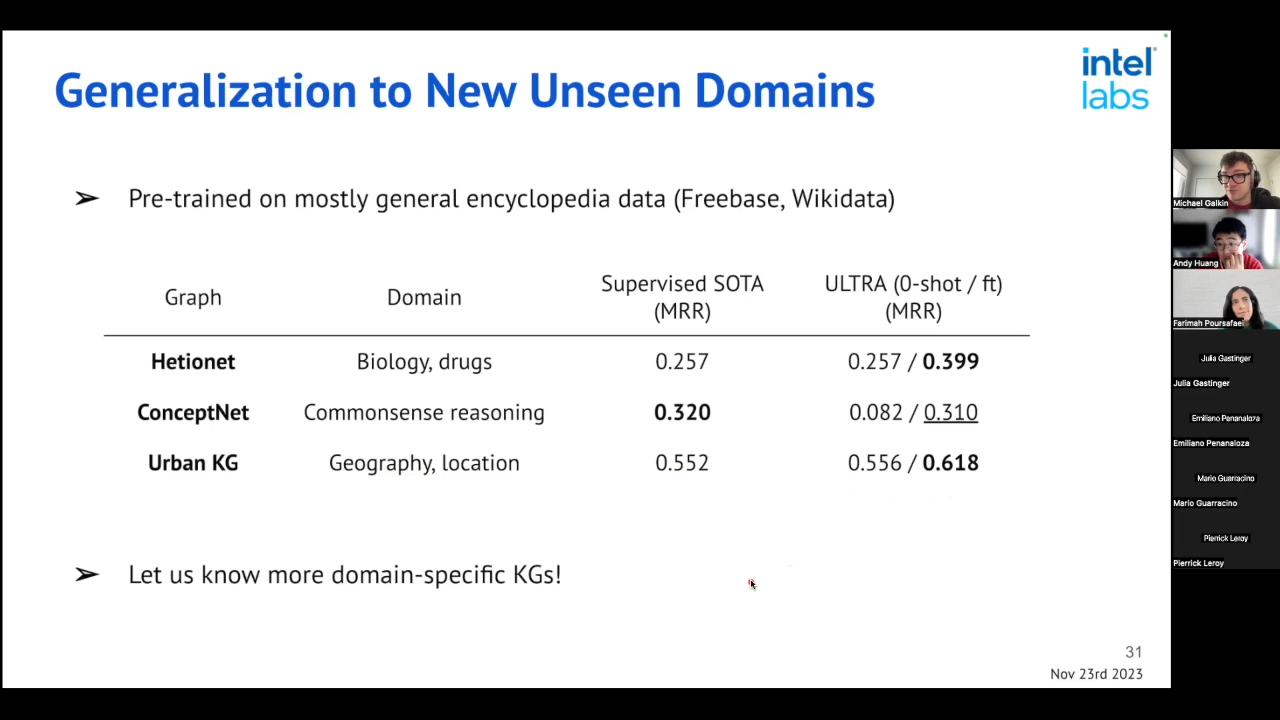 Generalization to New Unseen Domains
intel labs
➢ Pre-trained on mostly general encyclopedia data (Freebase, Wikidata)
Graph Domain Supervised SOTA (MRR) ULTRA (0-shot / ft) (MRR)
Hetionet Biology, drugs 0.257 0.257 / 0.399
ConceptNet Commonsense reasoning 0.320 0.082 / 0.310
Urban KG Geography, location 0.552 0.556 / 0.618
➢ Let us know more domain-specific KGs!
31
Nov 23rd 2023
Michael Galkin
Andy Huang
Farimah Poursafaei
Julia Gastinger
Julia Gastinger
Emiliano Penanaloza
Emiliano Penanaloza
Mario Guarracino
Mario Guarracino
Pierrick Leroy
Pierrick Leroy